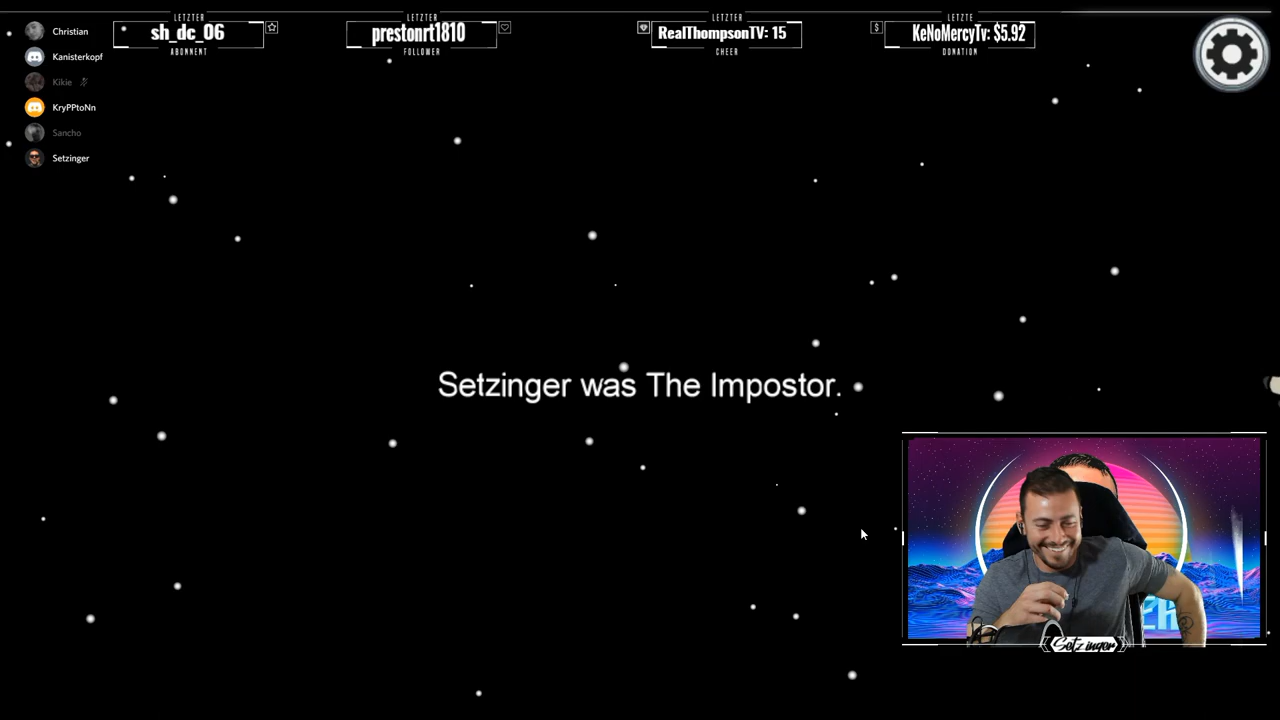 LETZTER
sh_dc_06
ABONNENT
LETZTER
prestonrt1810
FOLLOWER
LETZTER
RealThompsonTV: 15
CHEER
LETZTE
KeNoMercyTv: $5.92
DONATION
Christian
Kanisterkopf
Kikie
KryPPtoNn
Sancho
Setzinger
Setzinger was The Impostor.
Setzinger